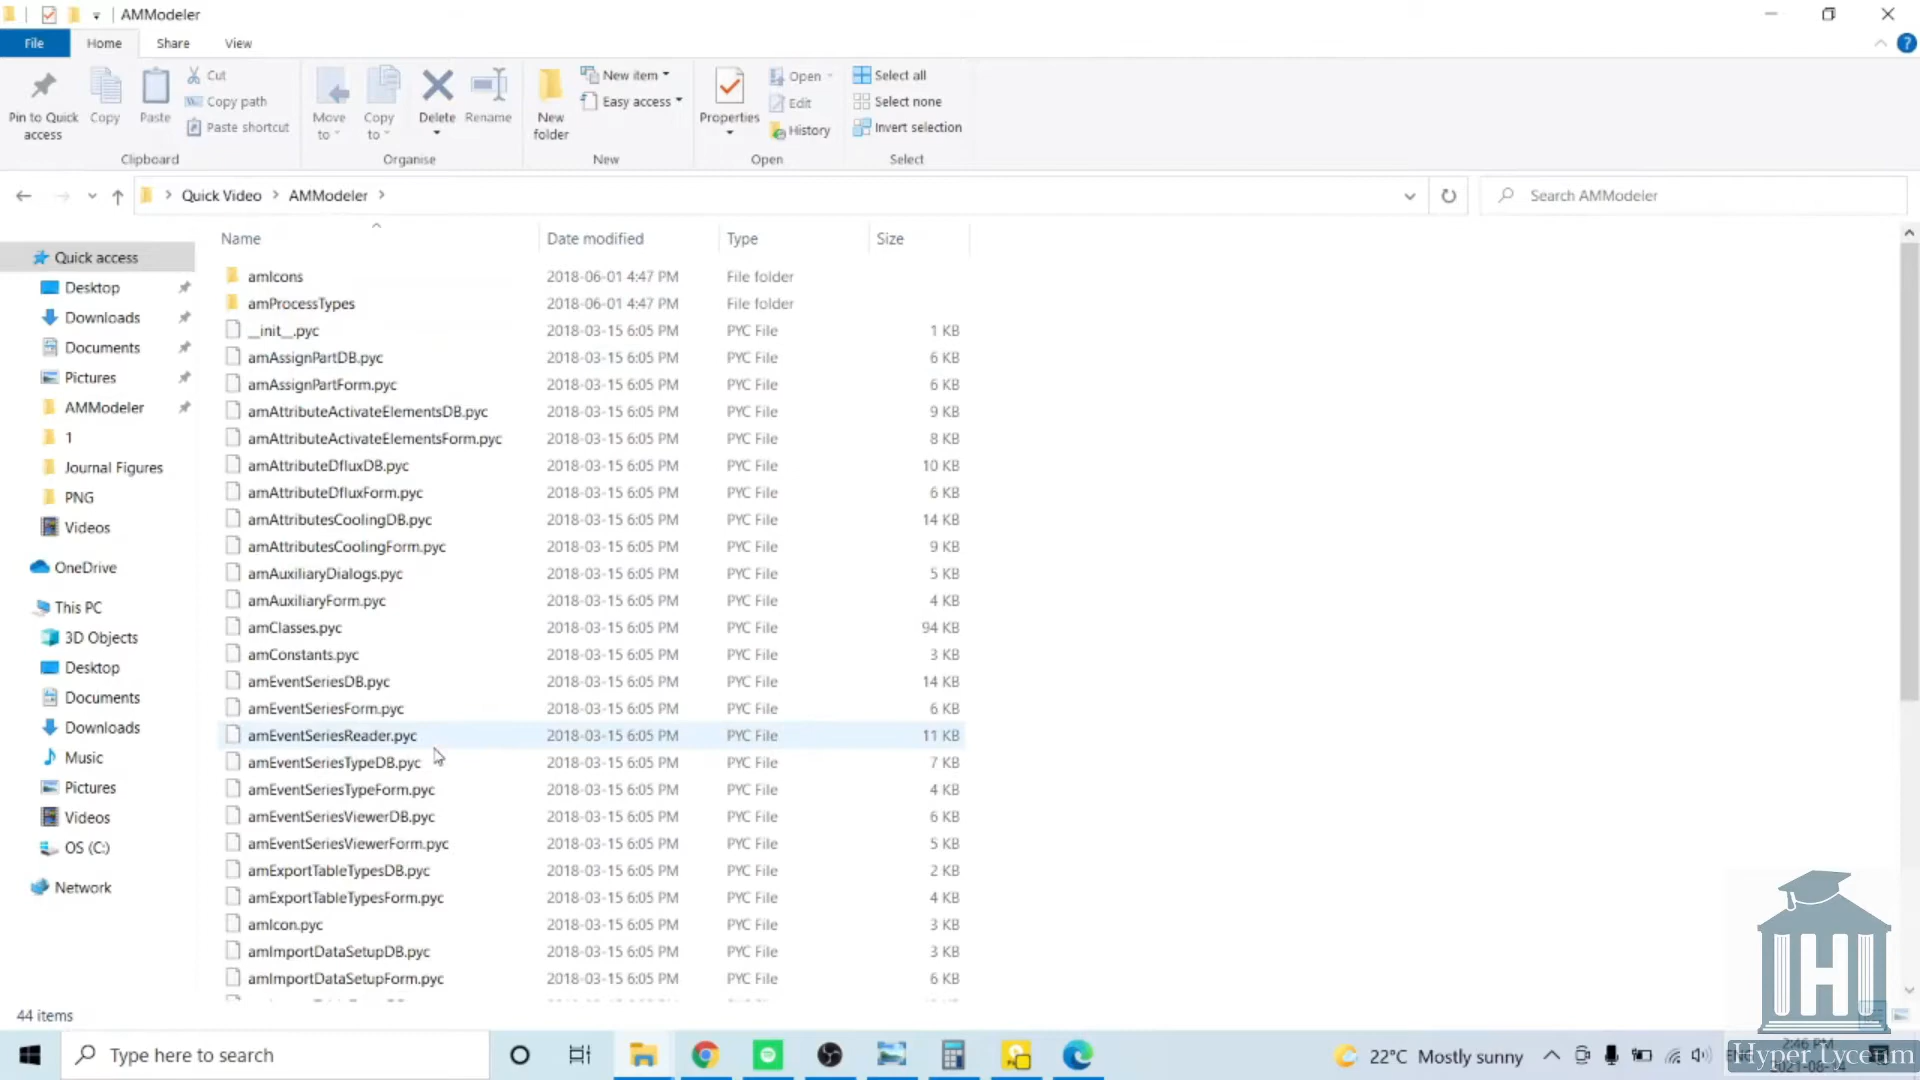 AMModeler
File Home Share View
Pin to Quick access
Copy
Paste
Cut
Copy path
Paste shortcut
Move to
Copy to
Delete
Rename
New folder
New item
Easy access
Properties
Open
Edit
History
Select all
Select none
Invert selection
Clipboard Organise New Open Select
Quick Video AMModeler
Search AMModeler
Name Date modified Type Size
Quick access
Desktop
Downloads
Documents
Pictures
AMModeler
1
Journal Figures
PNG
Videos
OneDrive
This PC
3D Objects
Desktop
Documents
Downloads
Music
Pictures
Videos
OS (C:)
Network
amIcons 2018-06-01 4:47 PM File folder
amProcessTypes 2018-06-01 4:47 PM File folder
__init__.pyc 2018-03-15 6:05 PM PYC File 1 KB
amAssignPartDB.pyc 2018-03-15 6:05 PM PYC File 6 KB
amAssignPartForm.pyc 2018-03-15 6:05 PM PYC File 6 KB
amAttributeActivateElementsDB.pyc 2018-03-15 6:05 PM PYC File 9 KB
amAttributeActivateElementsForm.pyc 2018-03-15 6:05 PM PYC File 8 KB
amAttributeDfluxDB.pyc 2018-03-15 6:05 PM PYC File 10 KB
amAttributeDfluxForm.pyc 2018-03-15 6:05 PM PYC File 6 KB
amAttributesCoolingDB.pyc 2018-03-15 6:05 PM PYC File 14 KB
amAttributesCoolingForm.pyc 2018-03-15 6:05 PM PYC File 9 KB
amAuxiliaryDialogs.pyc 2018-03-15 6:05 PM PYC File 5 KB
amAuxiliaryForm.pyc 2018-03-15 6:05 PM PYC File 4 KB
amClasses.pyc 2018-03-15 6:05 PM PYC File 94 KB
amConstants.pyc 2018-03-15 6:05 PM PYC File 3 KB
amEventSeriesDB.pyc 2018-03-15 6:05 PM PYC File 14 KB
amEventSeriesForm.pyc 2018-03-15 6:05 PM PYC File 6 KB
amEventSeriesReader.pyc 2018-03-15 6:05 PM PYC File 11 KB
amEventSeriesTypeDB.pyc 2018-03-15 6:05 PM PYC File 7 KB
amEventSeriesTypeForm.pyc 2018-03-15 6:05 PM PYC File 4 KB
amEventSeriesViewerDB.pyc 2018-03-15 6:05 PM PYC File 6 KB
amEventSeriesViewerForm.pyc 2018-03-15 6:05 PM PYC File 5 KB
amExportTableTypesDB.pyc 2018-03-15 6:05 PM PYC File 2 KB
amExportTableTypesForm.pyc 2018-03-15 6:05 PM PYC File 4 KB
amIcon.pyc 2018-03-15 6:05 PM PYC File 3 KB
amImportDataSetupDB.pyc 2018-03-15 6:05 PM PYC File 3 KB
amImportDataSetupForm.pyc 2018-03-15 6:05 PM PYC File 6 KB
44 items
H
Type here to search
22°C Mostly sunny
2:46 PM
Hyper Lyceum